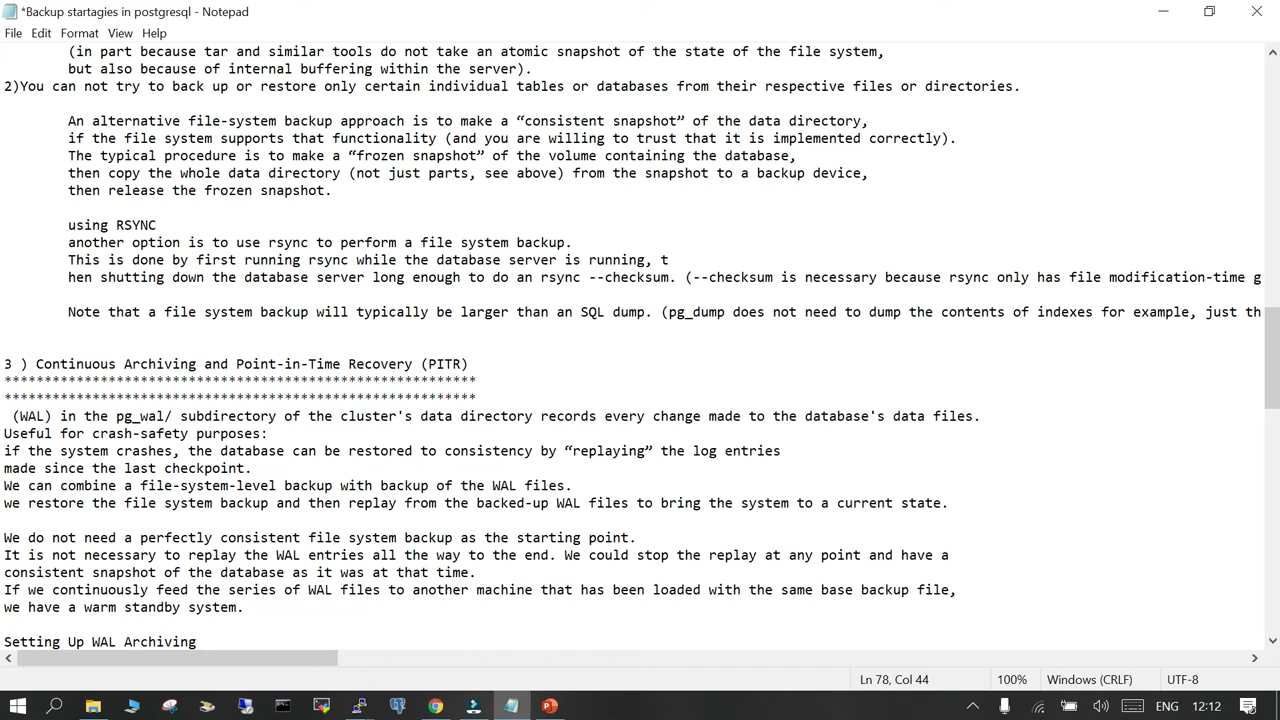 *Backup startagies in postgresql - Notepad
File Edit Format View Help
(in part because tar and similar tools do not take an atomic snapshot of the state of the file system,
but also because of internal buffering within the server).
2)You can not try to back up or restore only certain individual tables or databases from their respective files or directories.
An alternative file-system backup approach is to make a “consistent snapshot” of the data directory,
if the file system supports that functionality (and you are willing to trust that it is implemented correctly).
The typical procedure is to make a “frozen snapshot” of the volume containing the database,
then copy the whole data directory (not just parts, see above) from the snapshot to a backup device,
then release the frozen snapshot.
using RSYNC
another option is to use rsync to perform a file system backup.
This is done by first running rsync while the database server is running, t
hen shutting down the database server long enough to do an rsync --checksum. (--checksum is necessary because rsync only has file modification-time g
Note that a file system backup will typically be larger than an SQL dump. (pg_dump does not need to dump the contents of indexes for example, just th
3 ) Continuous Archiving and Point-in-Time Recovery (PITR)
***********************************************************
***********************************************************
(WAL) in the pg_wal/ subdirectory of the cluster's data directory records every change made to the database's data files.
Useful for crash-safety purposes:
if the system crashes, the database can be restored to consistency by “replaying” the log entries
made since the last checkpoint.
We can combine a file-system-level backup with backup of the WAL files.
we restore the file system backup and then replay from the backed-up WAL files to bring the system to a current state.
We do not need a perfectly consistent file system backup as the starting point.
It is not necessary to replay the WAL entries all the way to the end. We could stop the replay at any point and have a
consistent snapshot of the database as it was at that time.
If we continuously feed the series of WAL files to another machine that has been loaded with the same base backup file,
we have a warm standby system.
Setting Up WAL Archiving
Ln 78, Col 44 100% Windows (CRLF) UTF-8
ENG 12:12